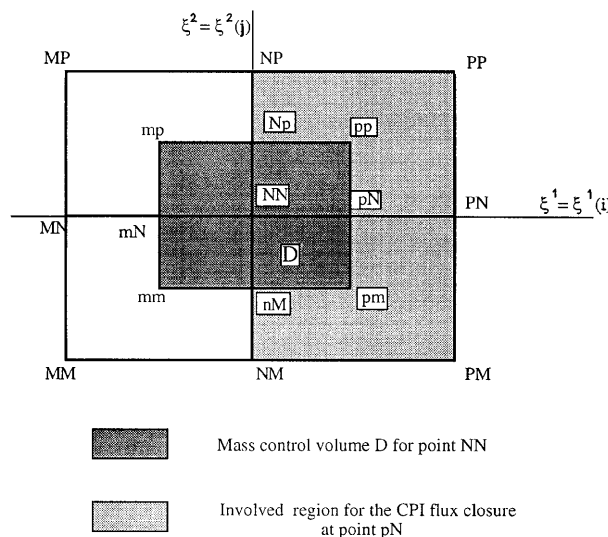 ξ² = ξ²(j)
MP NP PP
Np pp
mp
NN pN PN ξ¹ = ξ¹(i)
MN mN
D
mm nM pm
MM NM PM
Mass control volume D for point NN
Involved region for the CPI flux closure
at point pN